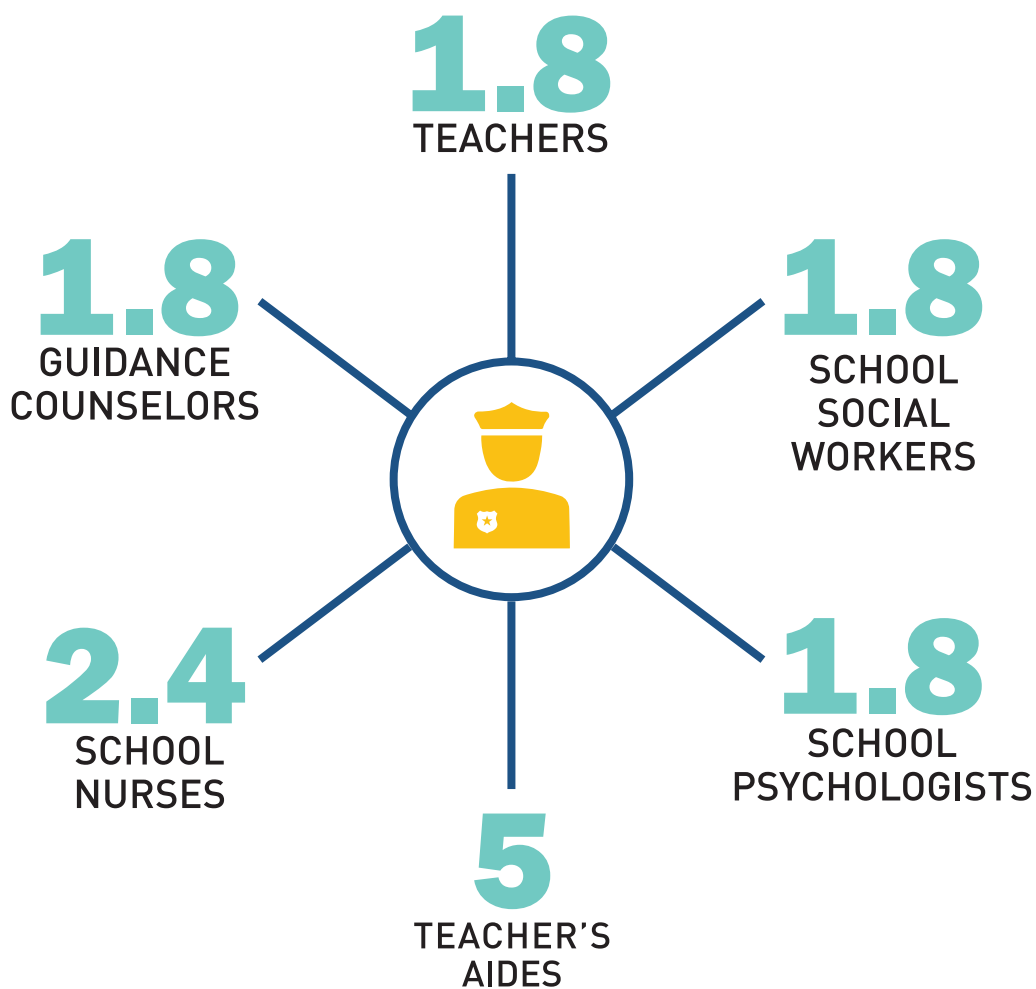 1.8
TEACHERS
1.8
GUIDANCE
COUNSELORS
1.8
SCHOOL
SOCIAL
WORKERS
2.4
SCHOOL
NURSES
1.8
SCHOOL
PSYCHOLOGISTS
5
TEACHER'S
AIDES